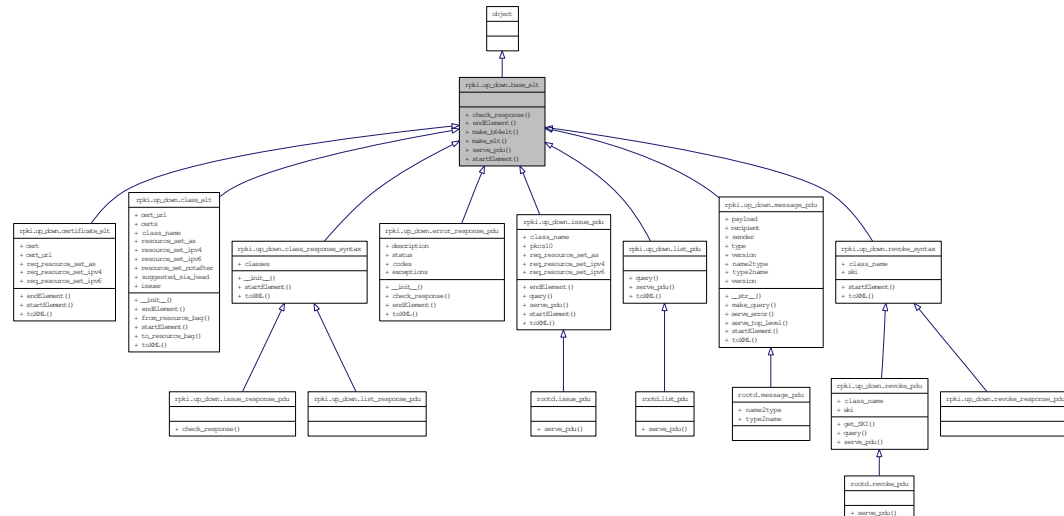 object
rpki.up_down.base_elt
+ check_response()
+ endElement()
+ make_b64elt()
+ make_elt()
+ serve_pdu()
+ startElement()
rpki.up_down.certificate_elt
+ cert
+ cert_url
+ req_resource_set_as
+ req_resource_set_ipv4
+ req_resource_set_ipv6
+ endElement()
+ startElement()
+ toXML()
rpki.up_down.class_elt
+ cert_url
+ certs
+ class_name
+ resource_set_as
+ resource_set_ipv4
+ resource_set_ipv6
+ resource_set_notafter
+ suggested_sia_head
+ issuer
+ __init__()
+ endElement()
+ from_resource_bag()
+ startElement()
+ to_resource_bag()
+ toXML()
rpki.up_down.class_response_syntax
+ classes
+ __init__()
+ startElement()
+ toXML()
rpki.up_down.error_response_pdu
+ description
+ status
+ codes
+ exceptions
+ __init__()
+ check_response()
+ endElement()
+ toXML()
rpki.up_down.issue_pdu
+ class_name
+ pkcs10
+ req_resource_set_as
+ req_resource_set_ipv4
+ req_resource_set_ipv6
+ endElement()
+ query()
+ serve_pdu()
+ startElement()
+ toXML()
rpki.up_down.list_pdu
+ query()
+ serve_pdu()
+ toXML()
rpki.up_down.message_pdu
+ payload
+ recipient
+ sender
+ type
+ version
+ name2type
+ type2name
+ version
+ __str__()
+ make_query()
+ serve_error()
+ serve_top_level()
+ startElement()
+ toXML()
rpki.up_down.revoke_syntax
+ class_name
+ ski
+ startElement()
+ toXML()
rpki.up_down.issue_response_pdu
+ check_response()
rpki.up_down.list_response_pdu
rootd.issue_pdu
+ serve_pdu()
rootd.list_pdu
+ serve_pdu()
rootd.message_pdu
+ name2type
+ type2name
rpki.up_down.revoke_pdu
+ class_name
+ ski
+ get_SKI()
+ query()
+ serve_pdu()
rpki.up_down.revoke_response_pdu
rootd.revoke_pdu
+ serve_pdu()